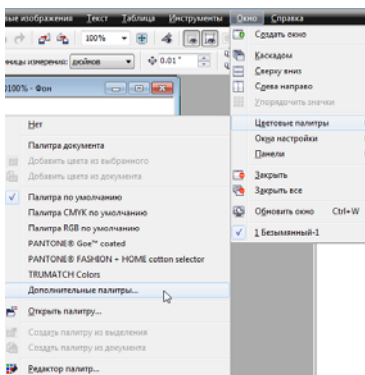 ные изображения Текст Таблица Инструменты Окно Справка
100%
ницы измерения: дюймов 0.01 "
100% - Фон
Создать окно
Каскадом
Сверху вниз
Слева направо
Упорядочить значки
Цветовые палитры
Окна настройки
Панели
Закрыть
Закрыть все
Обновить окно Ctrl+W
1 Безымянный-1
Нет
Палитра документа
Добавить цвета из выбранного
Добавить цвета из документа
Палитра по умолчанию
Палитра CMYK по умолчанию
Палитра RGB по умолчанию
PANTONE® Goe™ coated
PANTONE® FASHION + HOME cotton selector
TRUMATCH Colors
Дополнительные палитры...
Открыть палитру...
Создать палитру из выделения
Создать палитру из документа
Редактор палитр...